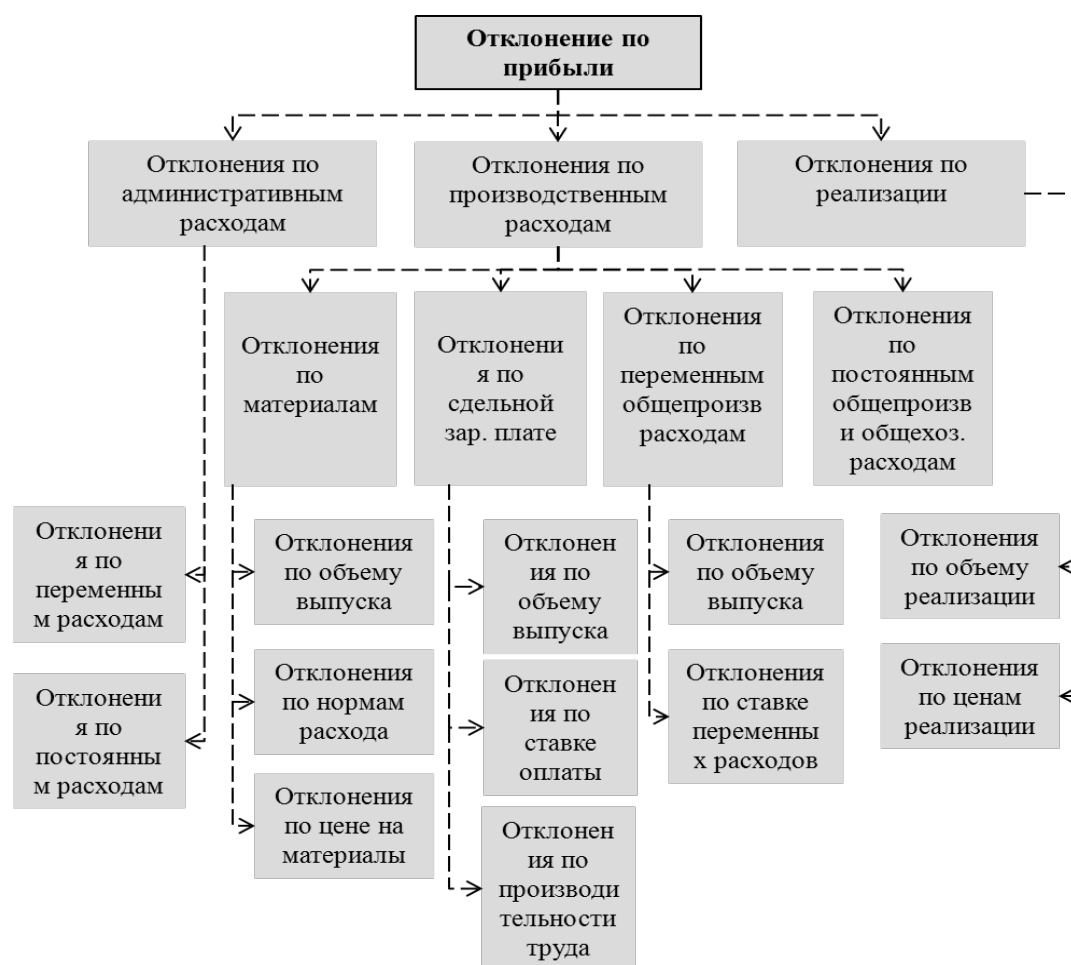 Отклонение по
прибыли
Отклонения по
административным
расходам
Отклонения по
производственным
расходам
Отклонения по
реализации
Отклонения
по
материалам
Отклонени
я по
сдельной
зар. плате
Отклонения
по
переменным
общепроизв
расходам
Отклонения
по
постоянным
общепроизв
и общехоз.
расходам
Отклонени
я по
переменны
м расходам
Отклонени
я по
постоянны
м расходам
Отклонения
по объему
выпуска
Отклонения
по нормам
расхода
Отклонения
по цене на
материалы
Отклонен
ия по
объему
выпуска
Отклонен
ия по
ставке
оплаты
Отклонен
ия по
производи
тельности
труда
Отклонения
по объему
выпуска
Отклонения
по ставке
переменны
х расходов
Отклонения
по объему
реализации
Отклонения
по ценам
реализации